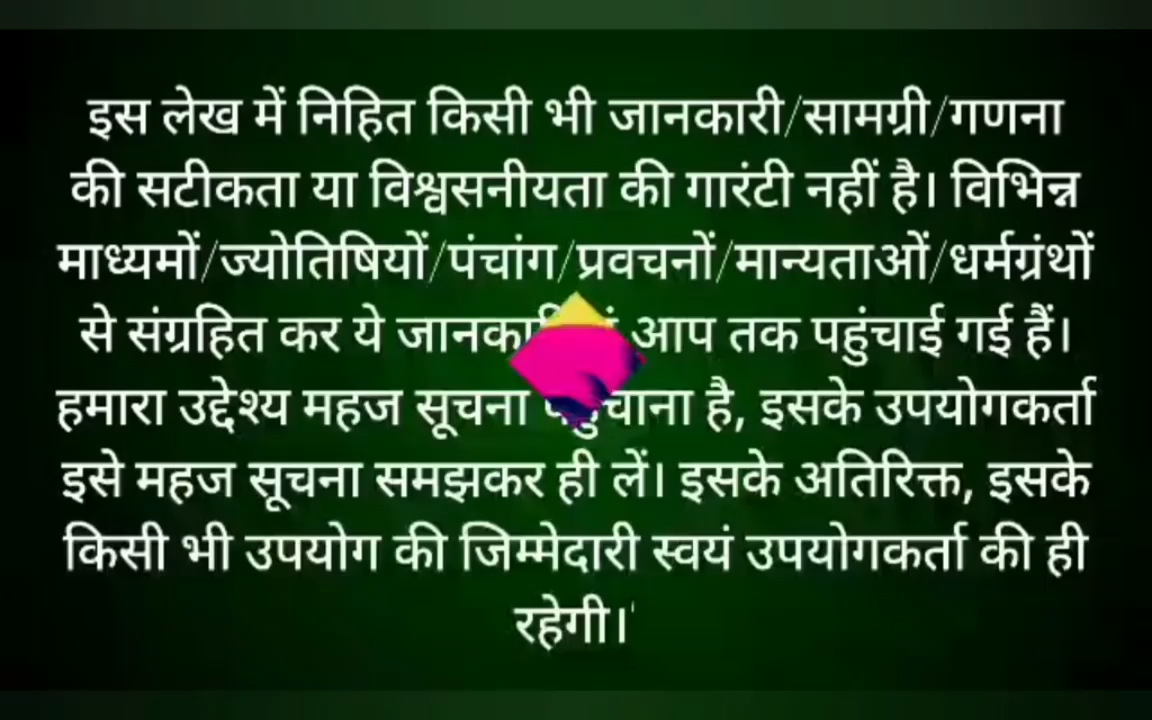 इस लेख में निहित किसी भी जानकारी/सामग्री/गणना
की सटीकता या विश्वसनीयता की गारंटी नहीं है। विभिन्न
माध्यमों/ज्योतिषियों/पंचांग/प्रवचनों/मान्यताओं/धर्मग्रंथों
से संग्रहित कर ये आप तक पहुंचाई गई हैं।
हमारा उद्देश्य महज सूचना है, इसके उपयोगकर्ता
इसे महज सूचना समझकर ही लें। इसके अतिरिक्त, इसके
किसी भी उपयोग की जिम्मेदारी स्वयं उपयोगकर्ता की ही
रहेगी।'